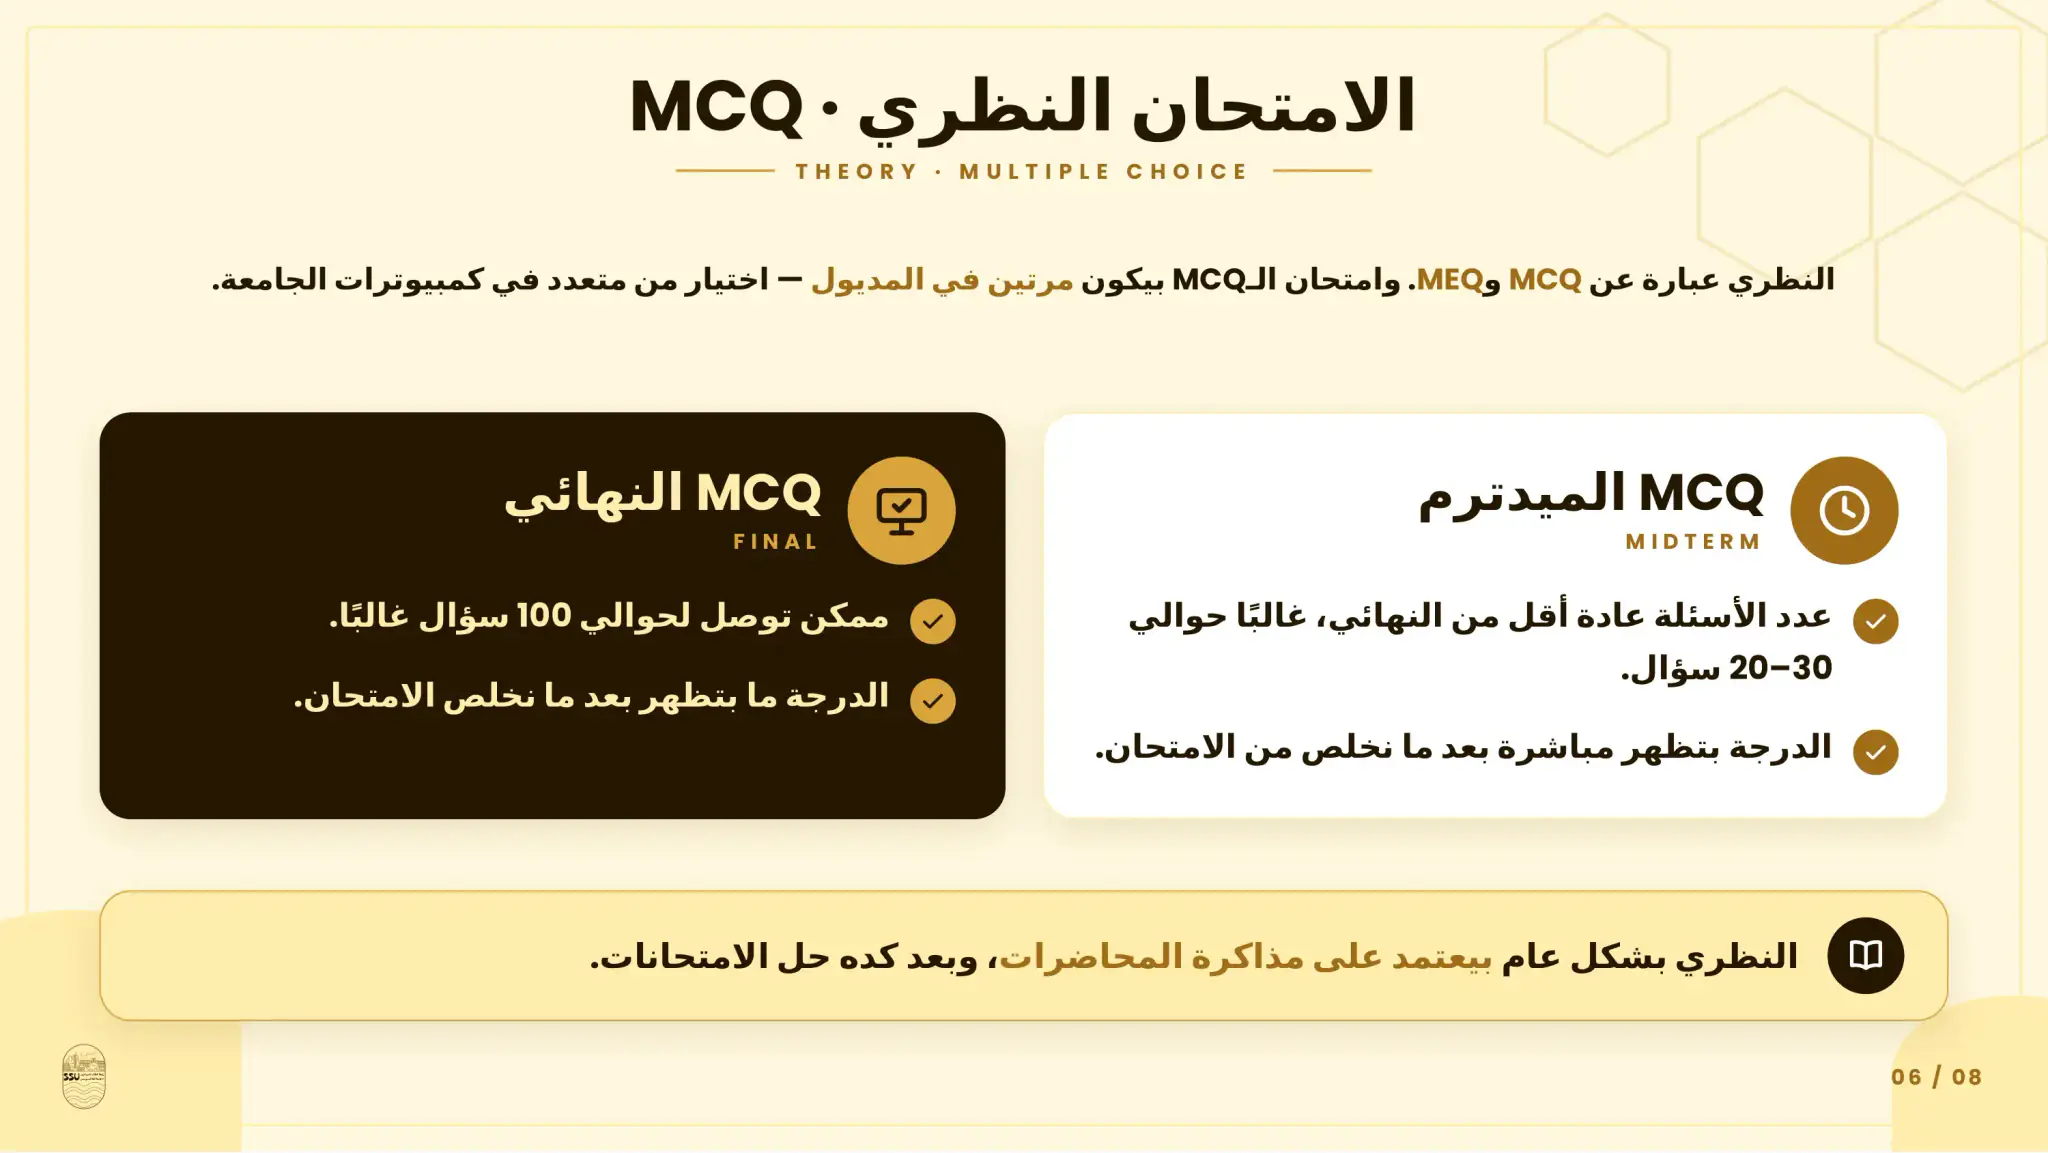 الامتحان النظري · MCQ
THEORY · MULTIPLE CHOICE
النظري عبارة عن MCQ وMEQ. وامتحان الـMCQ بيكون مرتين في المديول — اختيار من متعدد في كمبيوترات الجامعة.
MCQ الميدترم
MIDTERM
عدد الأسئلة عادة أقل من النهائي، غالبًا حوالي
20–30 سؤال.
الدرجة بتظهر مباشرة بعد ما نخلص من الامتحان.
MCQ النهائي
FINAL
ممكن توصل لحوالي 100 سؤال غالبًا.
الدرجة ما بتظهر بعد ما نخلص الامتحان.
النظري بشكل عام بيعتمد على مذاكرة المحاضرات، وبعد كده حل الامتحانات.
SSU
06 / 08